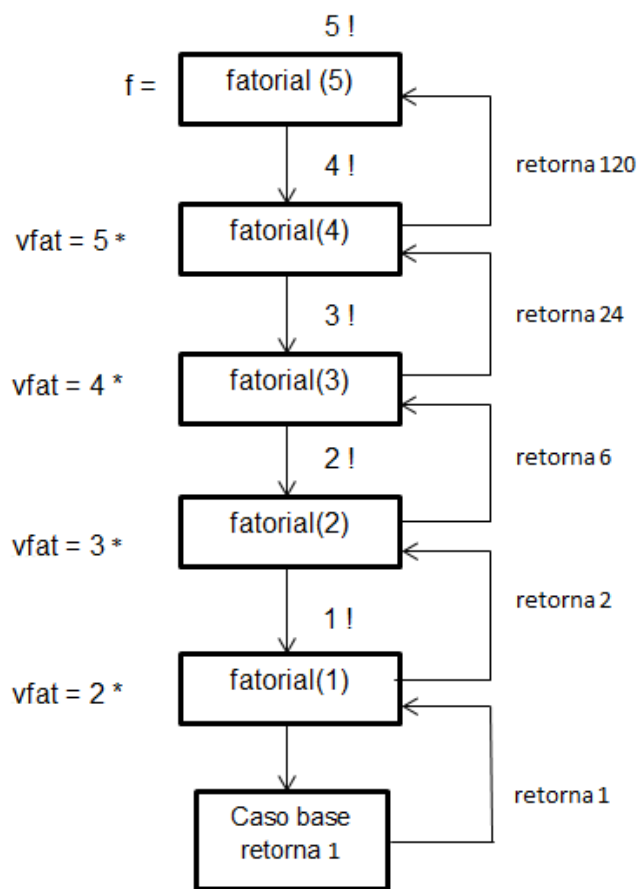 5 !
f =
fatorial (5)
4 !
retorna 120
vfat = 5 *
fatorial(4)
3 !
retorna 24
vfat = 4 *
fatorial(3)
2 !
retorna 6
vfat = 3 *
fatorial(2)
1 !
retorna 2
vfat = 2 *
fatorial(1)
retorna 1
Caso base
retorna 1